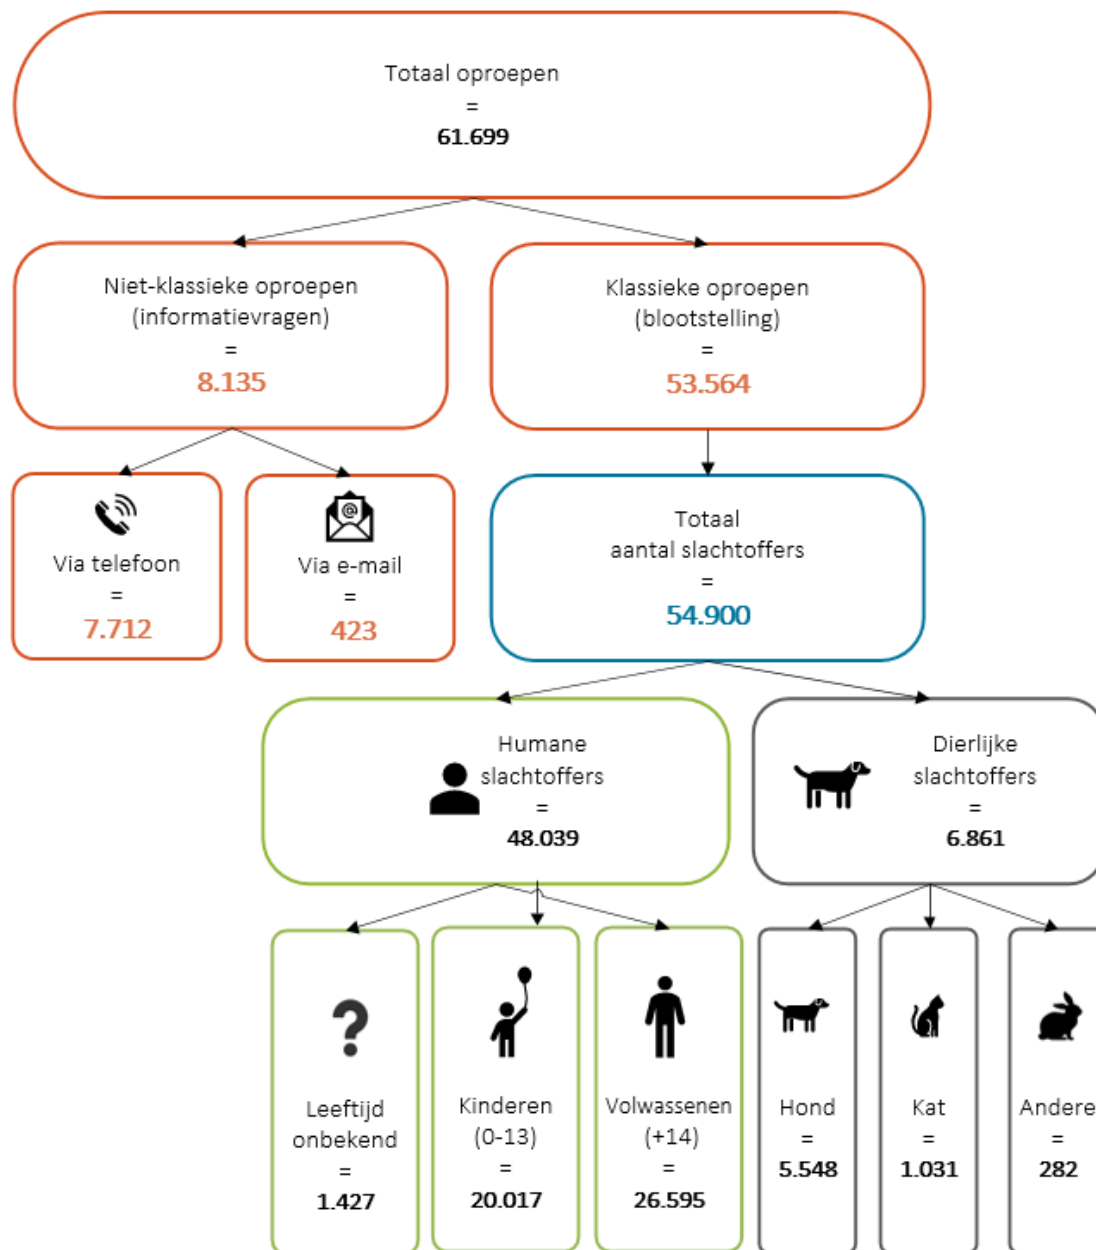 Totaal oproepen
=
61.699
Niet-klassieke oproepen
(informatievragen)
=
8.135
Klassieke oproepen
(blootstelling)
=
53.564
Via telefoon
=
7.712
@
Via e-mail
=
423
Totaal
aantal slachtoffers
=
54.900
Humane
slachtoffers
=
48.039
Dierlijke
slachtoffers
=
6.861
?
Leeftijd
onbekend
=
1.427
Kinderen
(0-13)
=
20.017
Volwassenen
(+14)
=
26.595
Hond
=
5.548
Kat
=
1.031
Andere
=
282